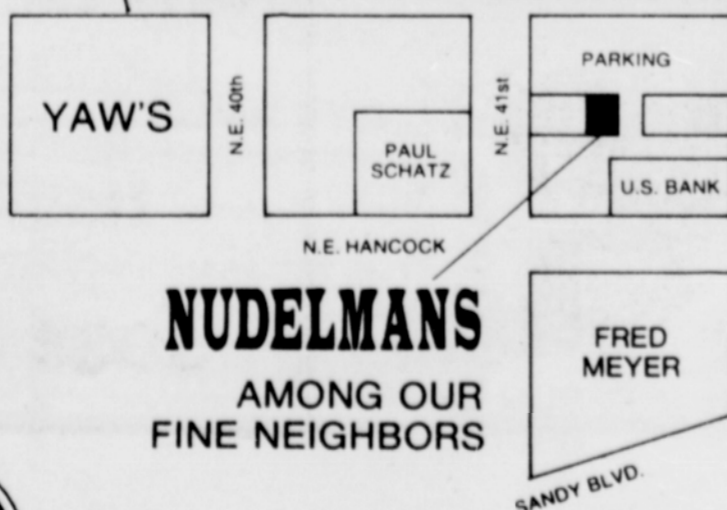 PARKING
YAW'S
N.E. 40th
N.E. 41st
PAUL
SCHATZ
U.S. BANK
N.E. HANCOCK
NUDELMANS
AMONG OUR
FINE NEIGHBORS
FRED
MEYER
SANDY BLVD.